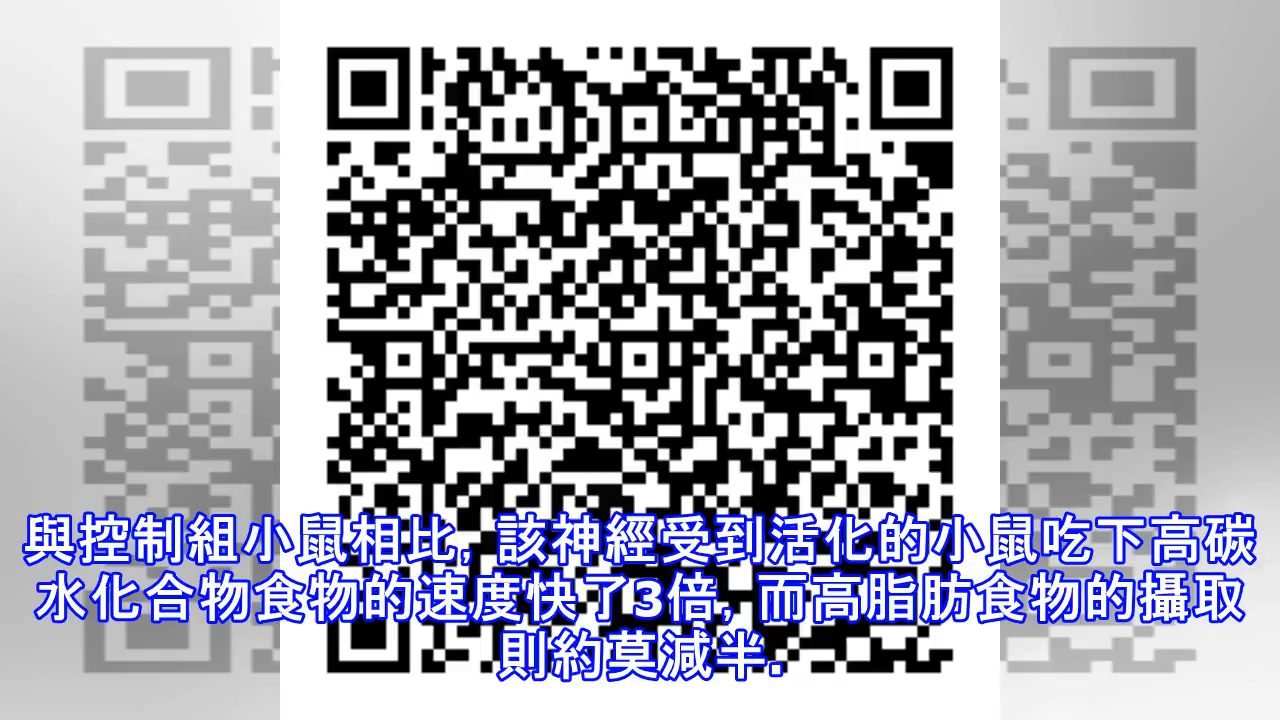 與控制組小鼠相比, 該神經受到活化的小鼠吃下高碳
水化合物食物的速度快了3倍, 而高脂肪食物的攝取
則約莫減半.